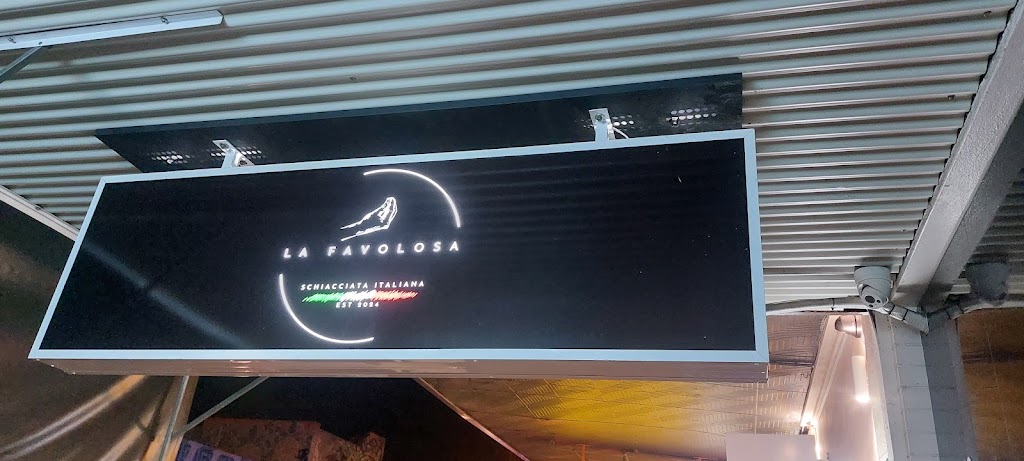 LA FAVOLOSA
SCHIACCIATA ITALIANA
EST 2024